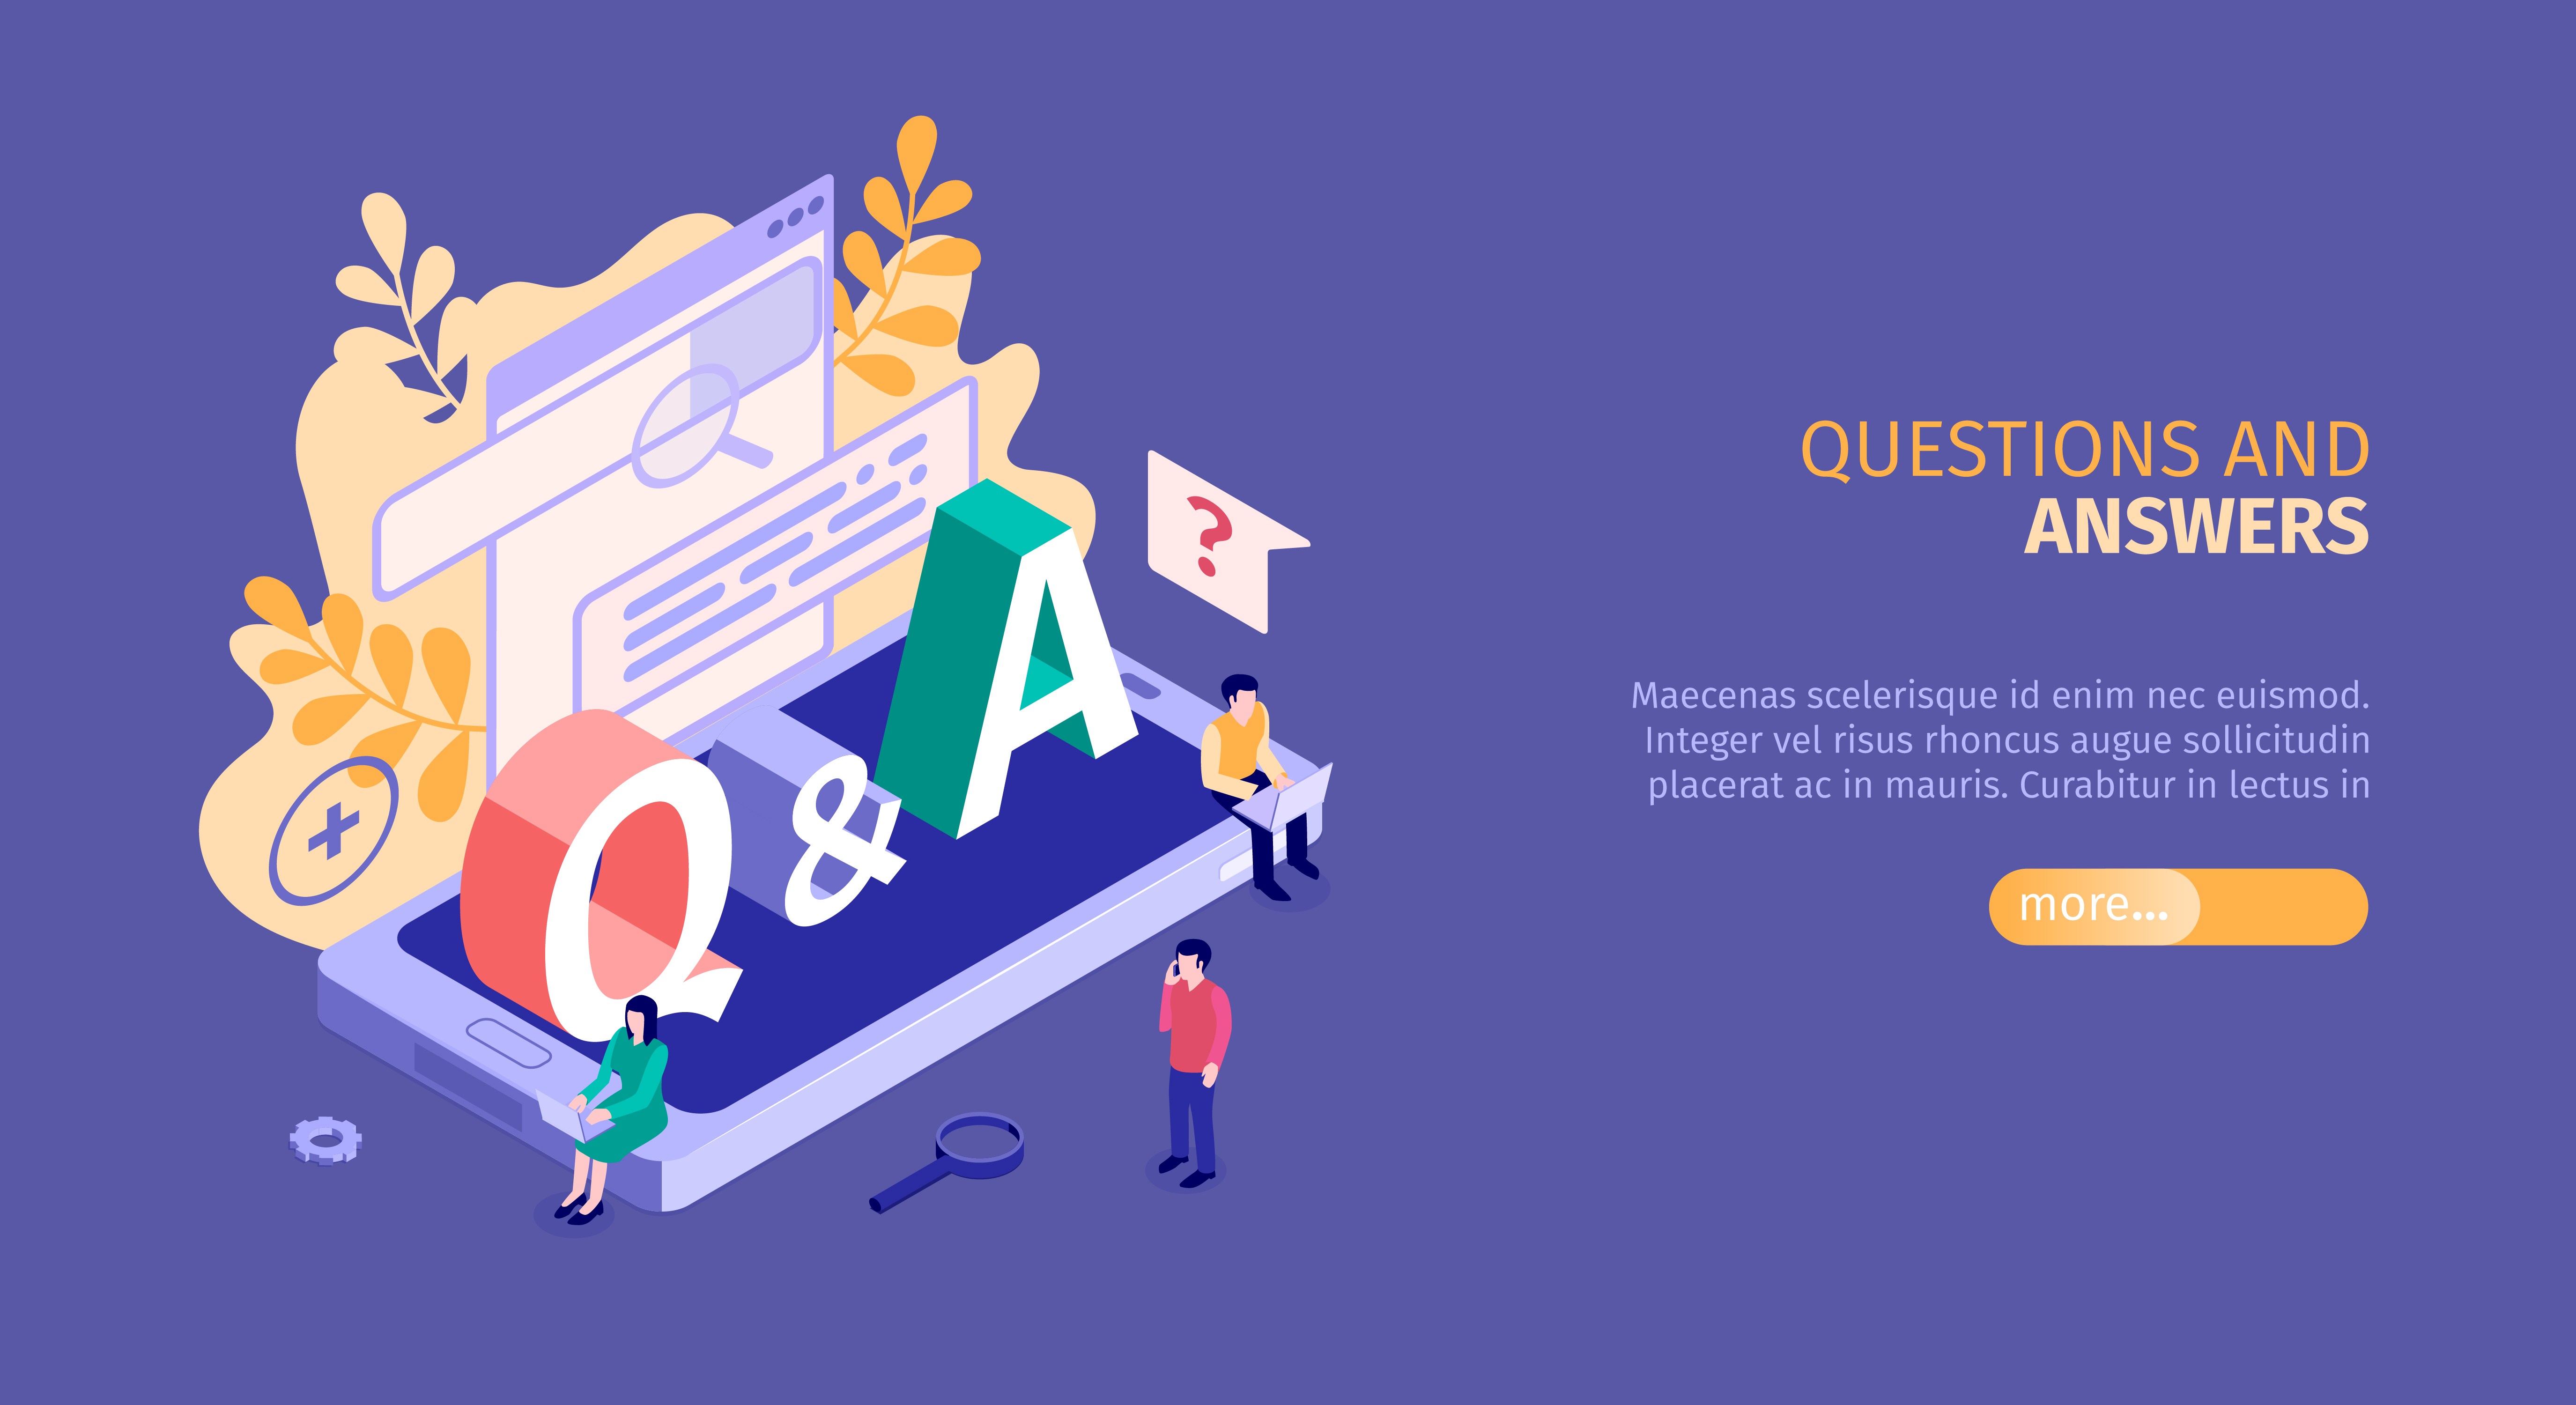 Q & A
?
QUESTIONS AND
ANSWERS
Maecenas scelerisque id enim nec euismod.
Integer vel risus rhoncus augue sollicitudin
placerat ac in mauris. Curabitur in lectus in
more...